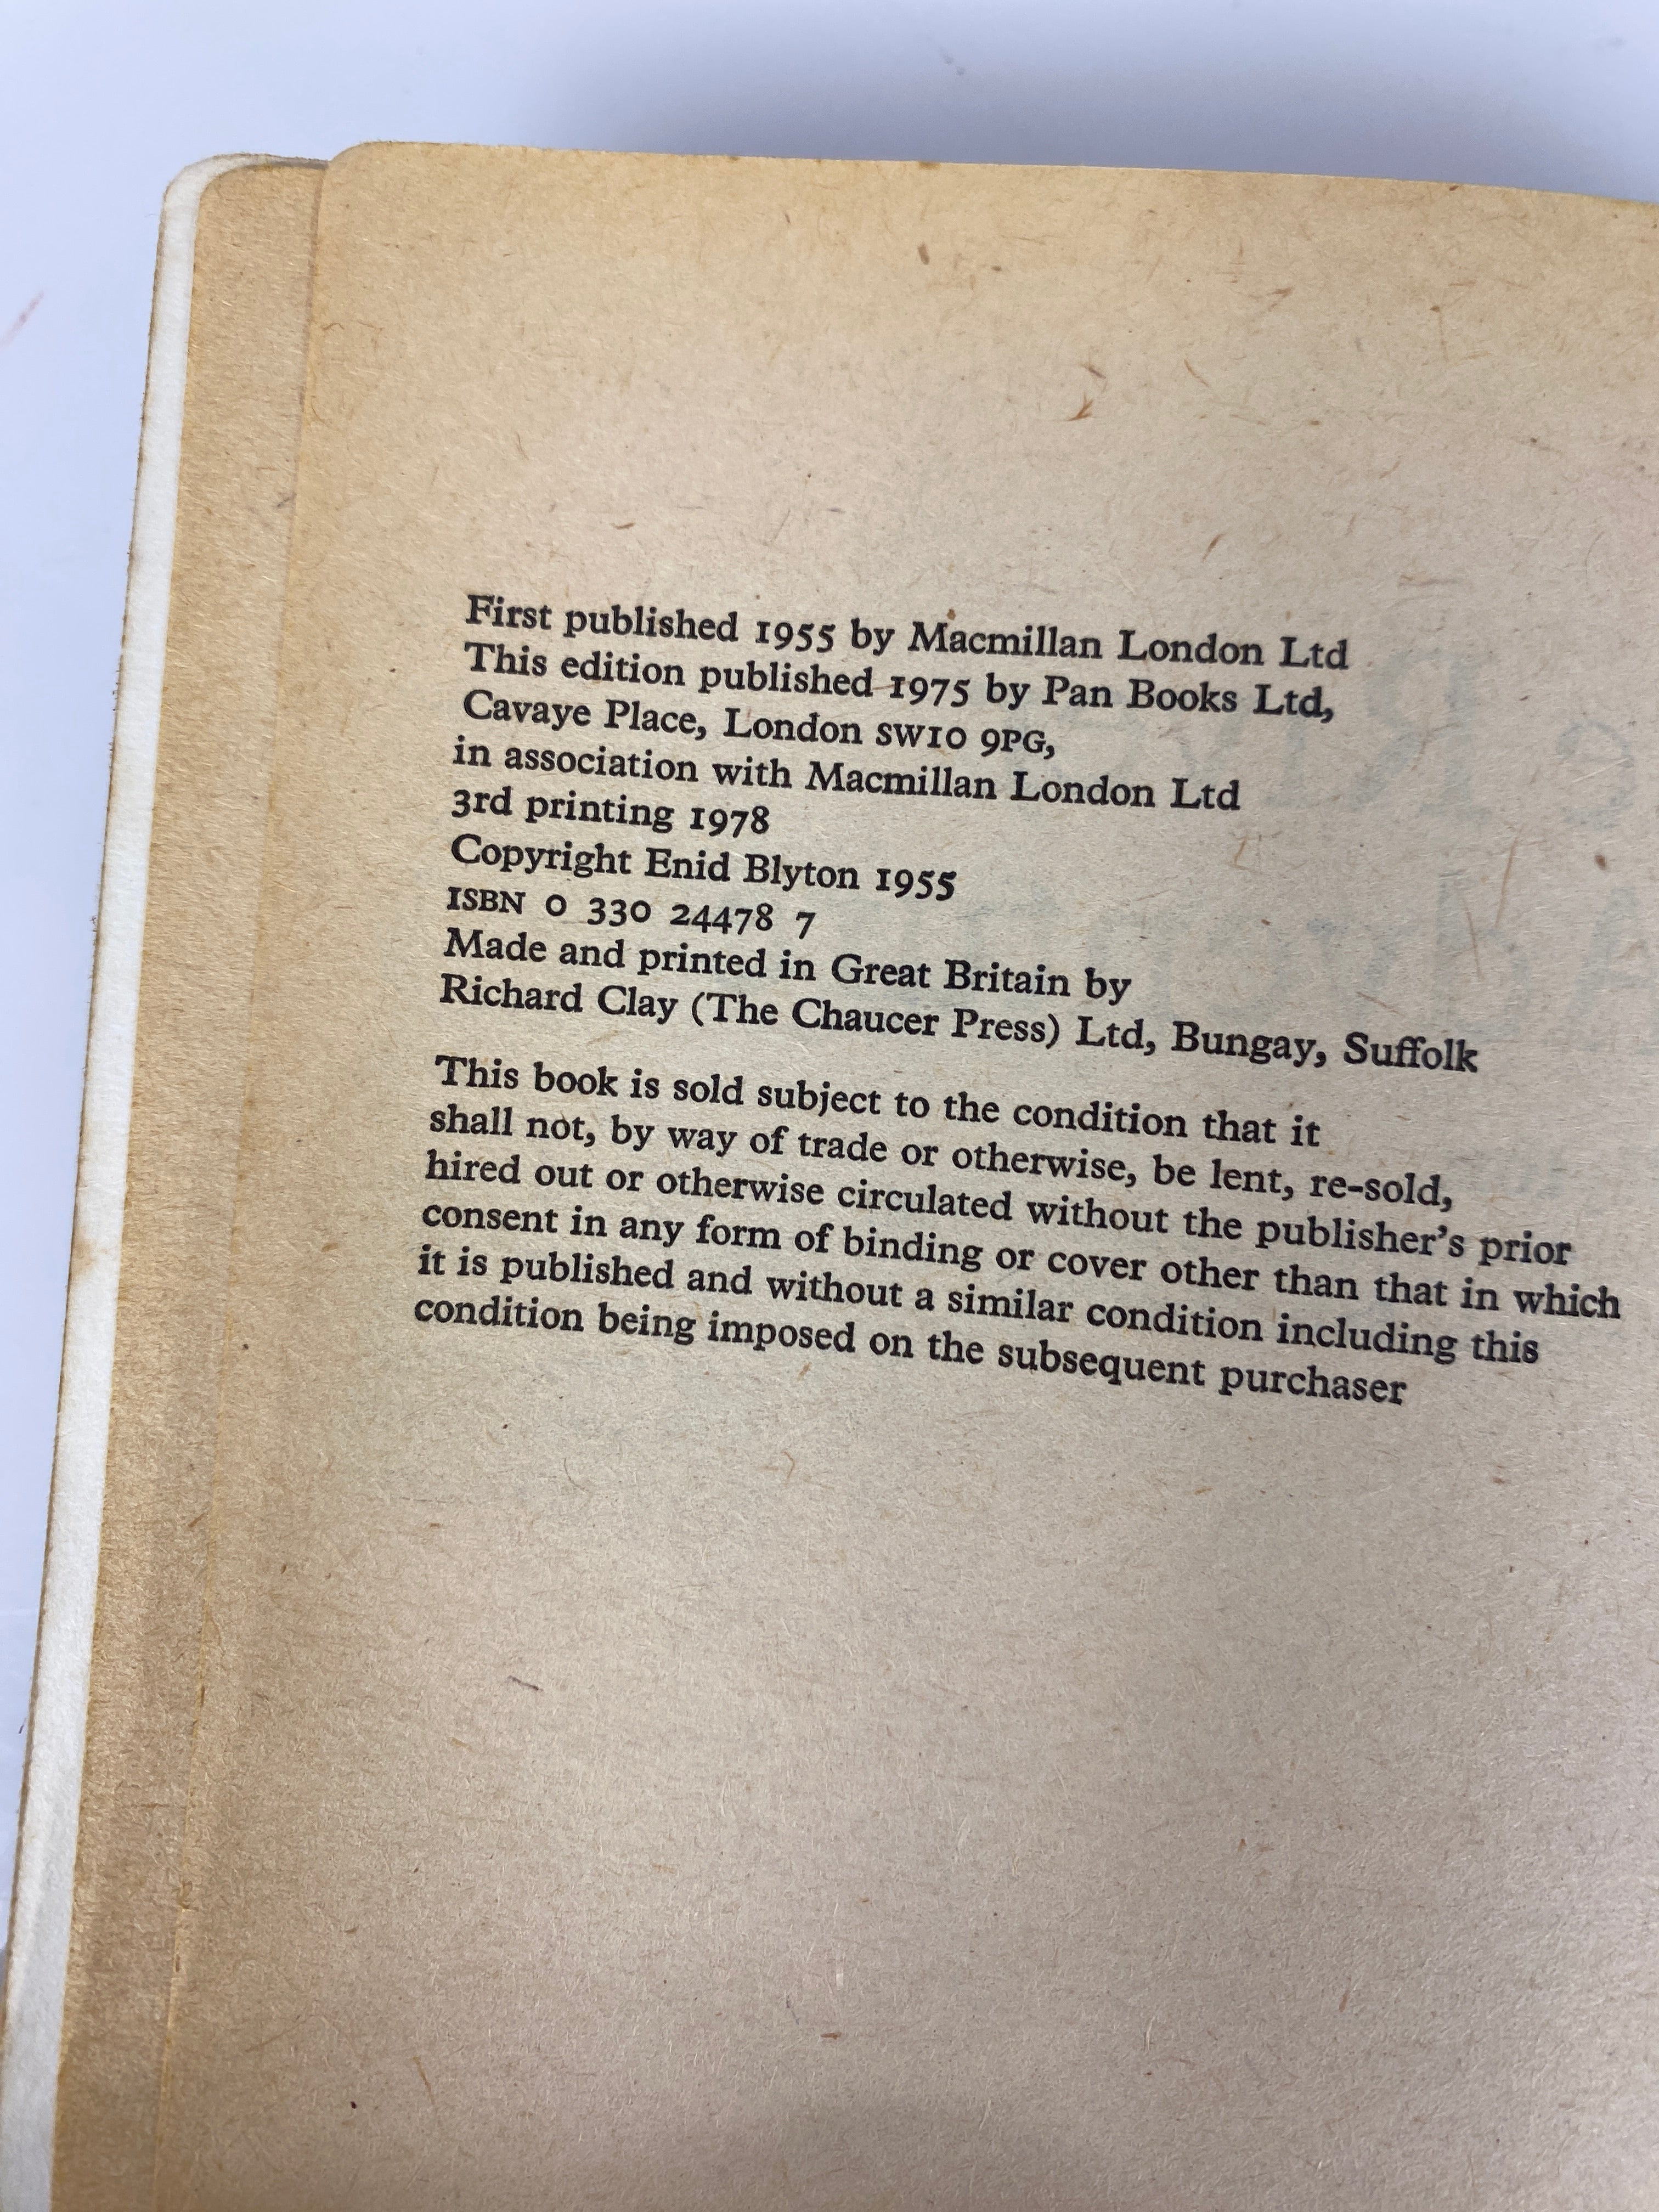 First published 1955 by Macmillan London Ltd
This edition published 1975 by Pan Books Ltd,
Cavaye Place, London SW10 9PG,
in association with Macmillan London Ltd
3rd printing 1978
Copyright Enid Blyton 1955
ISBN 0 330 24478 7
Made and printed in Great Britain by
Richard Clay (The Chaucer Press) Ltd, Bungay, Suffolk
This book is sold subject to the condition that it
shall not, by way of trade or otherwise, be lent, re-sold,
hired out or otherwise circulated without the publisher's prior
consent in any form of binding or cover other than that in which
it is published and without a similar condition including this
condition being imposed on the subsequent purchaser